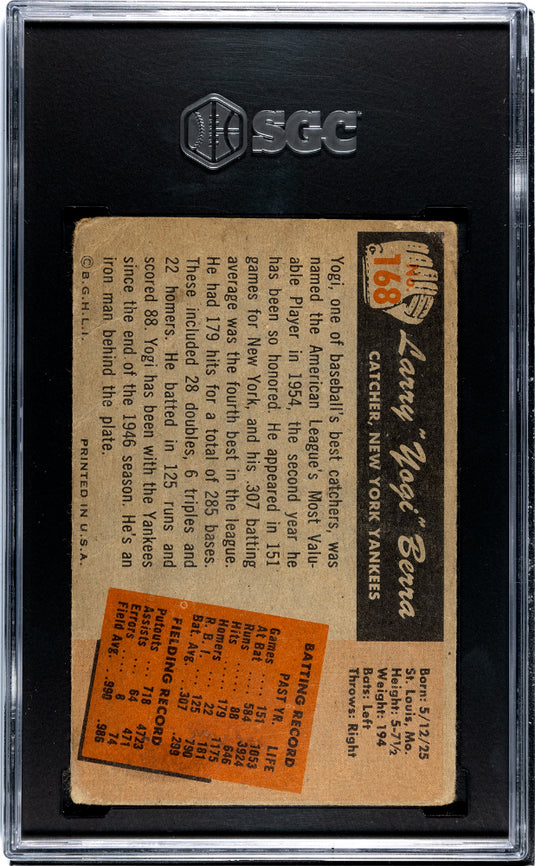 SGC
No.
168
Larry "Yogi" Berra
CATCHER, NEW YORK YANKEES
Born: 5/12/25
St. Louis, Mo.
Height: 5-7½
Weight: 194
Bats: Left
Throws: Right
Yogi, one of baseball's best catchers, was
named the American League's Most Valu-
able Player in 1954, the second year he
has been so honored. He appeared in 151
games for New York, and his .307 batting
average was the fourth best in the league.
He had 179 hits for a total of 285 bases.
These included 28 doubles, 6 triples and
22 homers. He batted in 125 runs and
scored 88. Yogi has been with the Yankees
since the end of the 1946 season. He's an
iron man behind the plate.
BATTING RECORD
PAST YR. LIFE
Games ..... 151 1053
At Bat .... 584 3924
Runs ...... 88 646
Hits ...... 179 1175
Homers .... 22 181
R. B. I. .. 125 790
Bat. Avg. . .307 .299
FIELDING RECORD
Putouts ... 718 4723
Assists ... 64 471
Errors .... 8 74
Field Avg. . .990 .986
©B.G.H.L.I. PRINTED IN U.S.A.